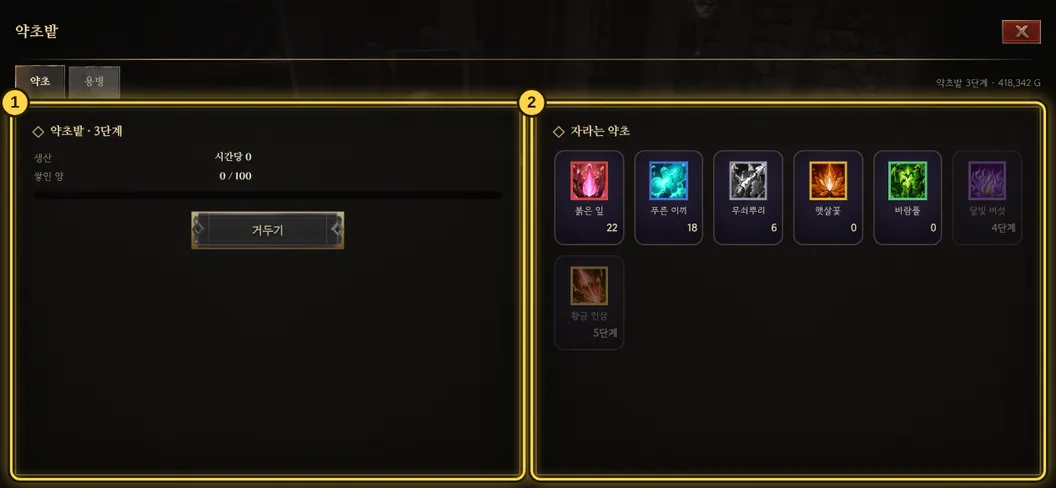 약초밭
약초
용병
약초밭 3단계 · 418,342 G
1
약초밭 · 3단계
생산 시간당 0
쌓인 양 0 / 100
거두기
2
자라는 약초
붉은 잎 푸른 이끼 무쇠뿌리 햇살꽃 바람풀 달빛 버섯
22 18 6 0 0 4단계
황금 인삼
5단계